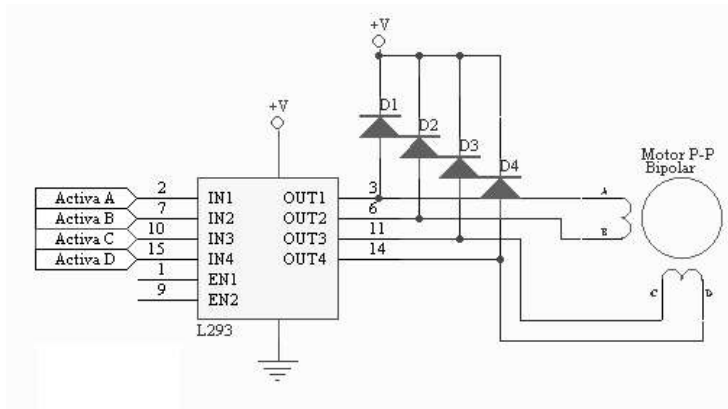 +V
+V
D1
D2
D3
D4
Motor P-P
Bipolar
Activa A 2 IN1 OUT1 3 A
Activa B 7 IN2 OUT2 6 B
Activa C 10 IN3 OUT3 11
Activa D 15 IN4 OUT4 14
1 EN1
9 EN2
C D
L293